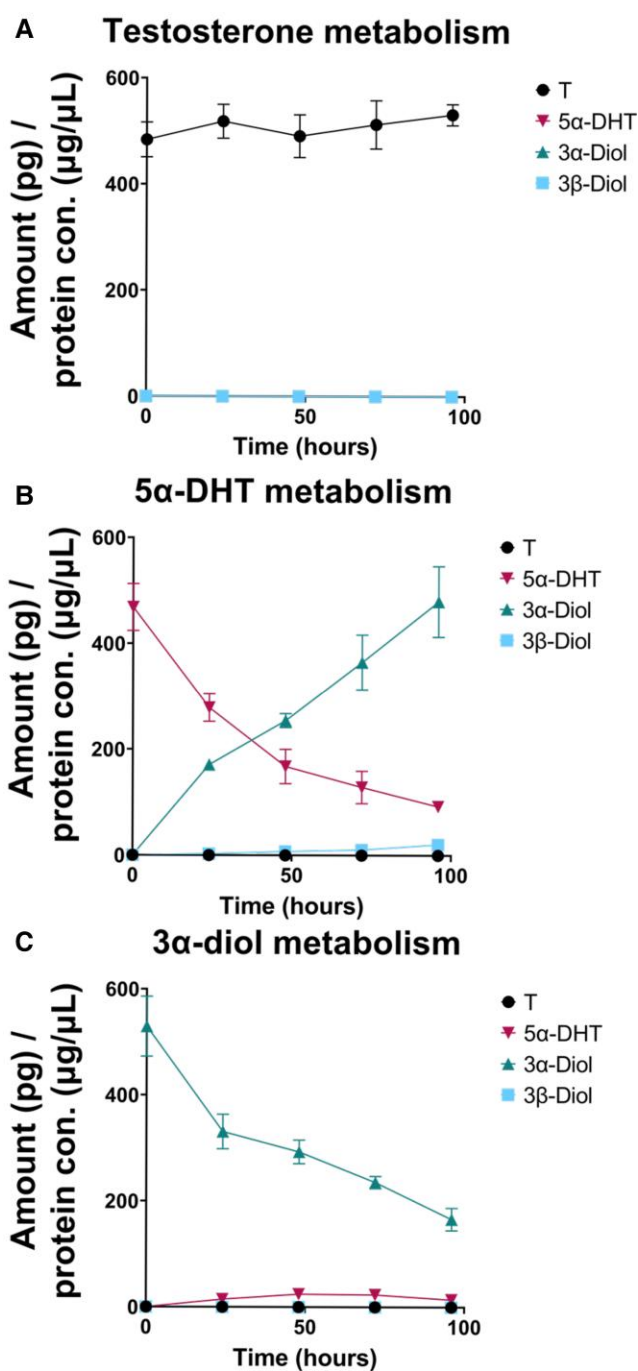 A Testosterone metabolism
600
400
200
0
0 50 100
Amount (pg) /
protein con. (µg/µL)
Time (hours)
T
5α-DHT
3α-Diol
3β-Diol
B 5α-DHT metabolism
600
400
200
0
0 50 100
Amount (pg) /
protein con. (µg/µL)
Time (hours)
T
5α-DHT
3α-Diol
3β-Diol
C 3α-diol metabolism
600
400
200
0
0 50 100
Amount (pg) /
protein con. (µg/µL)
Time (hours)
T
5α-DHT
3α-Diol
3β-Diol